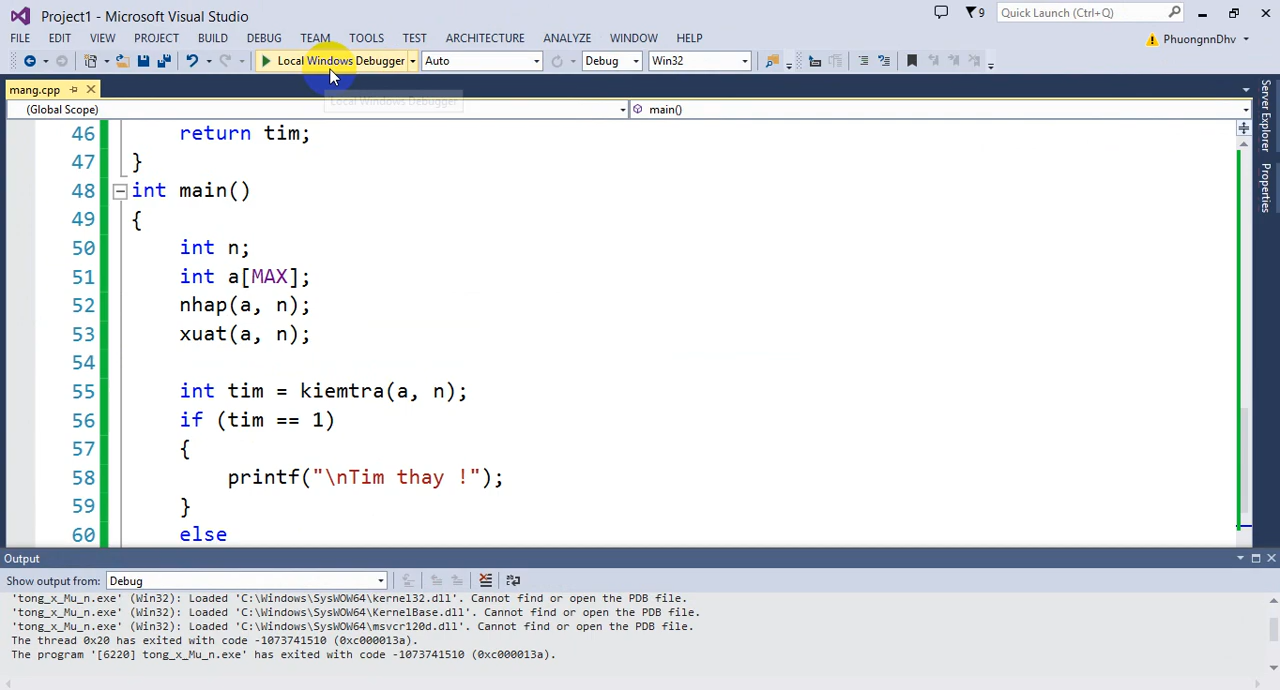 Project1 - Microsoft Visual Studio
9
Quick Launch (Ctrl+Q)
FILE EDIT VIEW PROJECT BUILD DEBUG TEAM TOOLS TEST ARCHITECTURE ANALYZE WINDOW HELP
PhuongnnDhv
Local Windows Debugger Auto Debug Win32
mang.cpp
Local Windows Debugger
(Global Scope) main()
46 return tim;
47 }
48 int main()
49 {
50 int n;
51 int a[MAX];
52 nhap(a, n);
53 xuat(a, n);
54
55 int tim = kiemtra(a, n);
56 if (tim == 1)
57 {
58 printf("\nTim thay !");
59 }
60 else
Server Explorer
Properties
Output
Show output from: Debug
'tong_x_Mu_n.exe' (Win32): Loaded 'C:\Windows\SysWOW64\kernel32.dll'. Cannot find or open the PDB file.
'tong_x_Mu_n.exe' (Win32): Loaded 'C:\Windows\SysWOW64\KernelBase.dll'. Cannot find or open the PDB file.
'tong_x_Mu_n.exe' (Win32): Loaded 'C:\Windows\SysWOW64\msvcr120d.dll'. Cannot find or open the PDB file.
The thread 0x20 has exited with code -1073741510 (0xc000013a).
The program '[6220] tong_x_Mu_n.exe' has exited with code -1073741510 (0xc000013a).